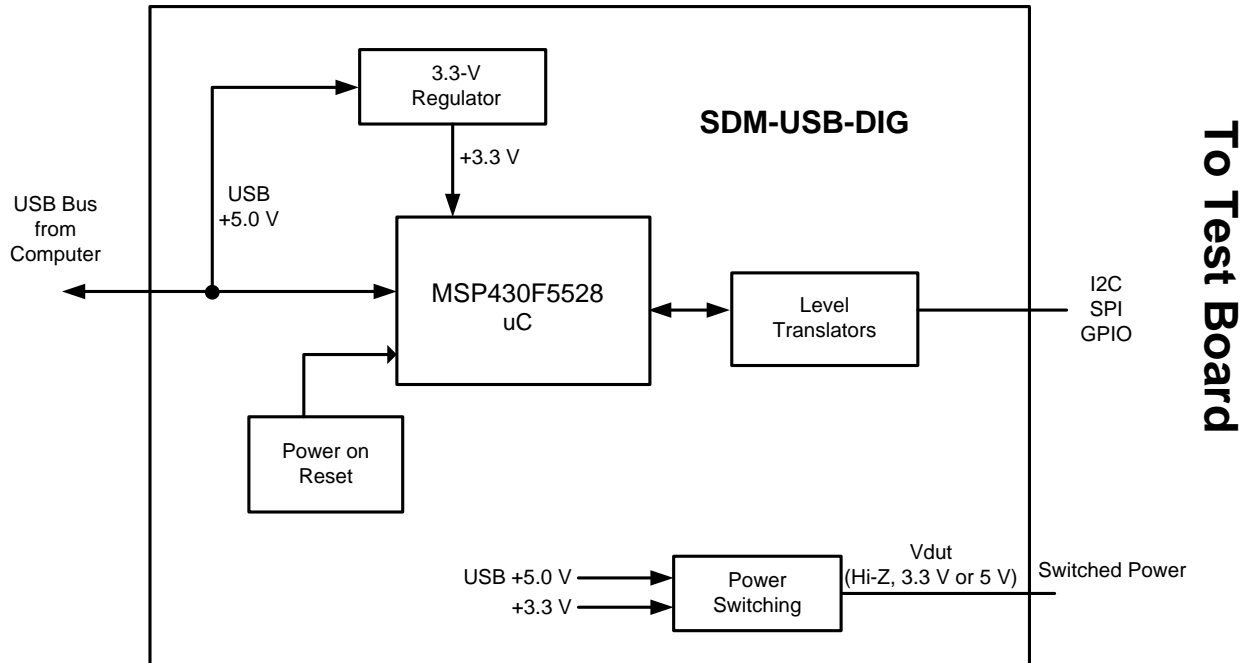 3.3-V
Regulator
SDM-USB-DIG
+3.3 V
USB
+5.0 V
USB Bus
from
Computer
MSP430F5528
uC
Level
Translators
I2C
SPI
GPIO
To Test Board
Power on
Reset
USB +5.0 V
+3.3 V
Power
Switching
Vdut
(Hi-Z, 3.3 V or 5 V)
Switched Power